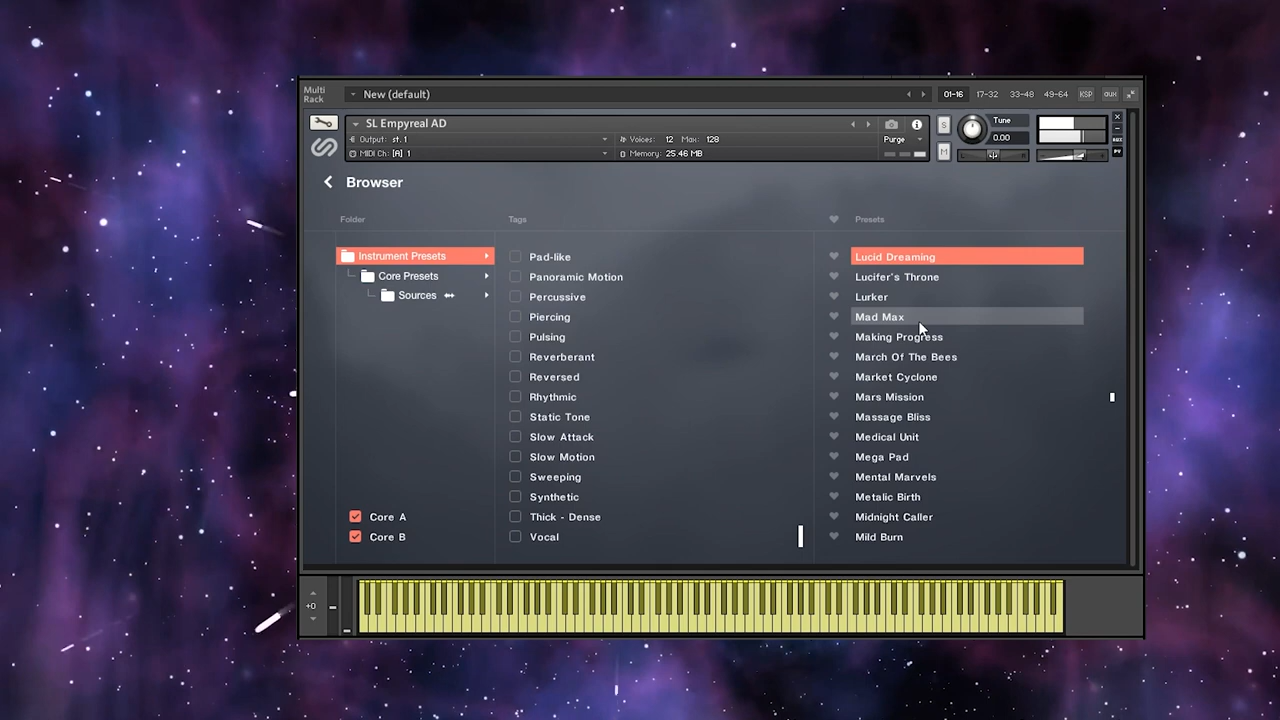 Multi
Rack
New (default)
01-16 17-32 33-48 49-64 KSP aux
SL Empyreal AD
Output: st. 1
Voices: 12 Max: 128
Purge
MIDI Ch: [A] 1
Memory: 25.46 MB
S
M
Tune
0.00
AUX
PV
Browser
Folder
Tags
Presets
Instrument Presets
Core Presets
Sources
Core A
Core B
Pad-like
Panoramic Motion
Percussive
Piercing
Pulsing
Reverberant
Reversed
Rhythmic
Static Tone
Slow Attack
Slow Motion
Sweeping
Synthetic
Thick - Dense
Vocal
Lucid Dreaming
Lucifer's Throne
Lurker
Mad Max
Making Progress
March Of The Bees
Market Cyclone
Mars Mission
Massage Bliss
Medical Unit
Mega Pad
Mental Marvels
Metalic Birth
Midnight Caller
Mild Burn
+0